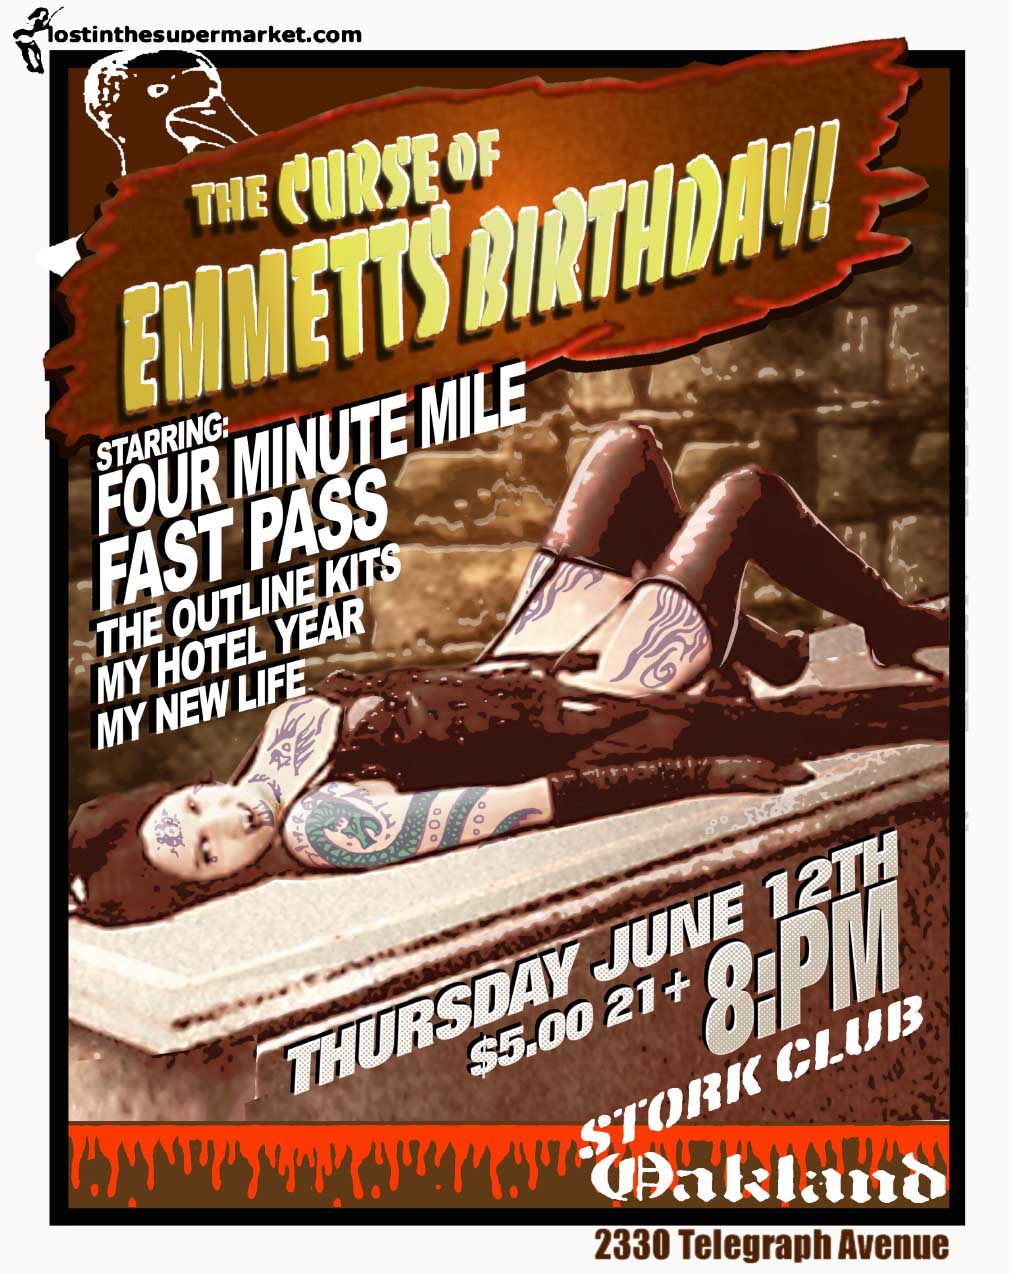 lostinthesupermarket.com
THE CURSE OF
EMMETTS BIRTHDAY!
STARRING:
FOUR MINUTE MILE
FAST PASS
THE OUTLINE KITS
MY HOTEL YEAR
MY NEW LIFE
THURSDAY JUNE 12TH
$5.00 21+ 8:PM
STORK CLUB
Oakland
2330 Telegraph Avenue